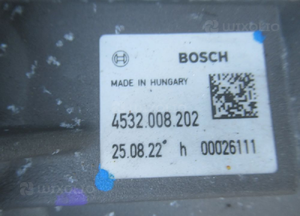 BOSCH
MADE IN HUNGARY
4532.008.202
25.08.22* h 00026111